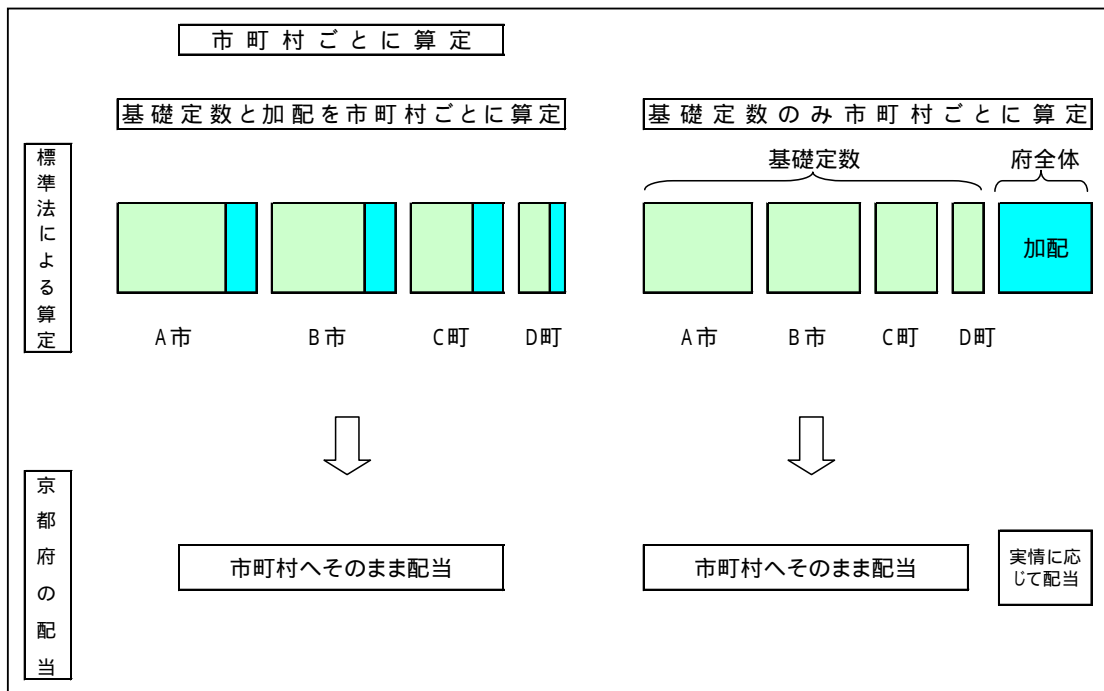 市町村ごとに算定
基礎定数と加配を市町村ごとに算定
基礎定数のみ市町村ごとに算定
標準法による算定
基礎定数
府全体
加配
A市
B市
C町
D町
A市
B市
C町
D町
京都府の配当
市町村へそのまま配当
市町村へそのまま配当
実情に応
じて配当